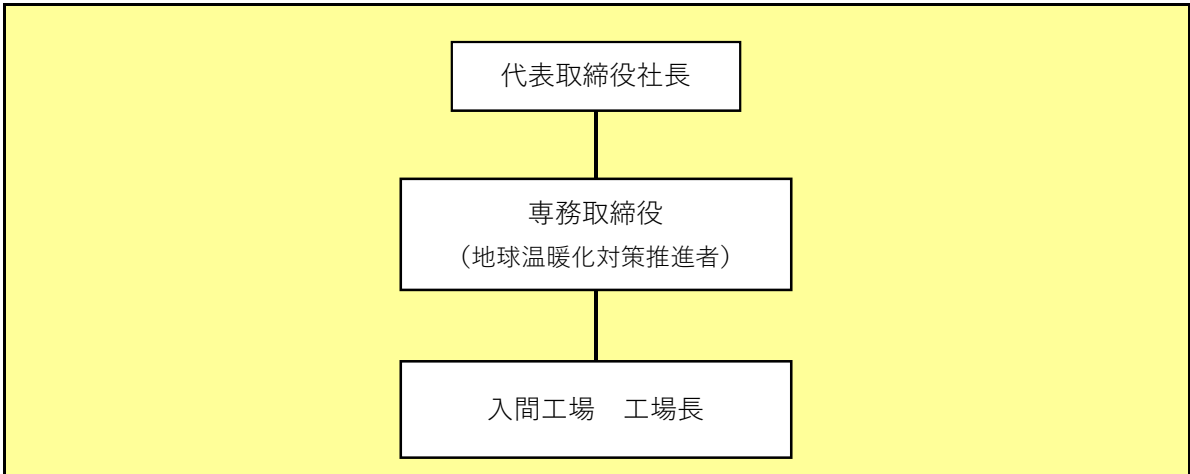 代表取締役社長
専務取締役
（地球温暖化対策推進者）
入間工場　工場長